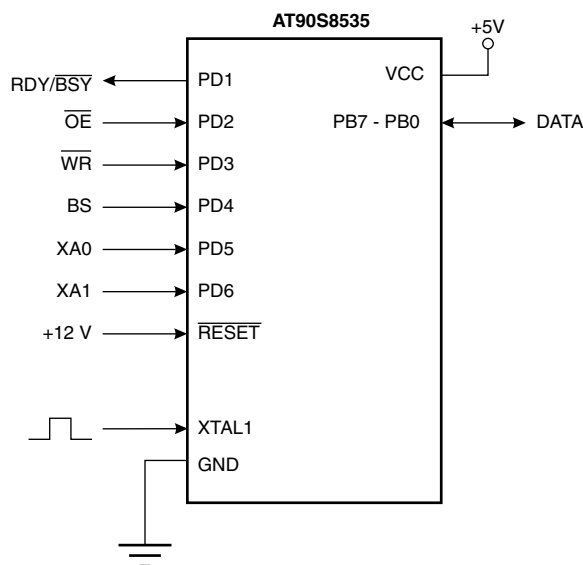 AT90S8535
+5V
RDY/BSY PD1 VCC
OE PD2 PB7 - PB0 DATA
WR PD3
BS PD4
XA0 PD5
XA1 PD6
+12 V RESET
XTAL1
GND